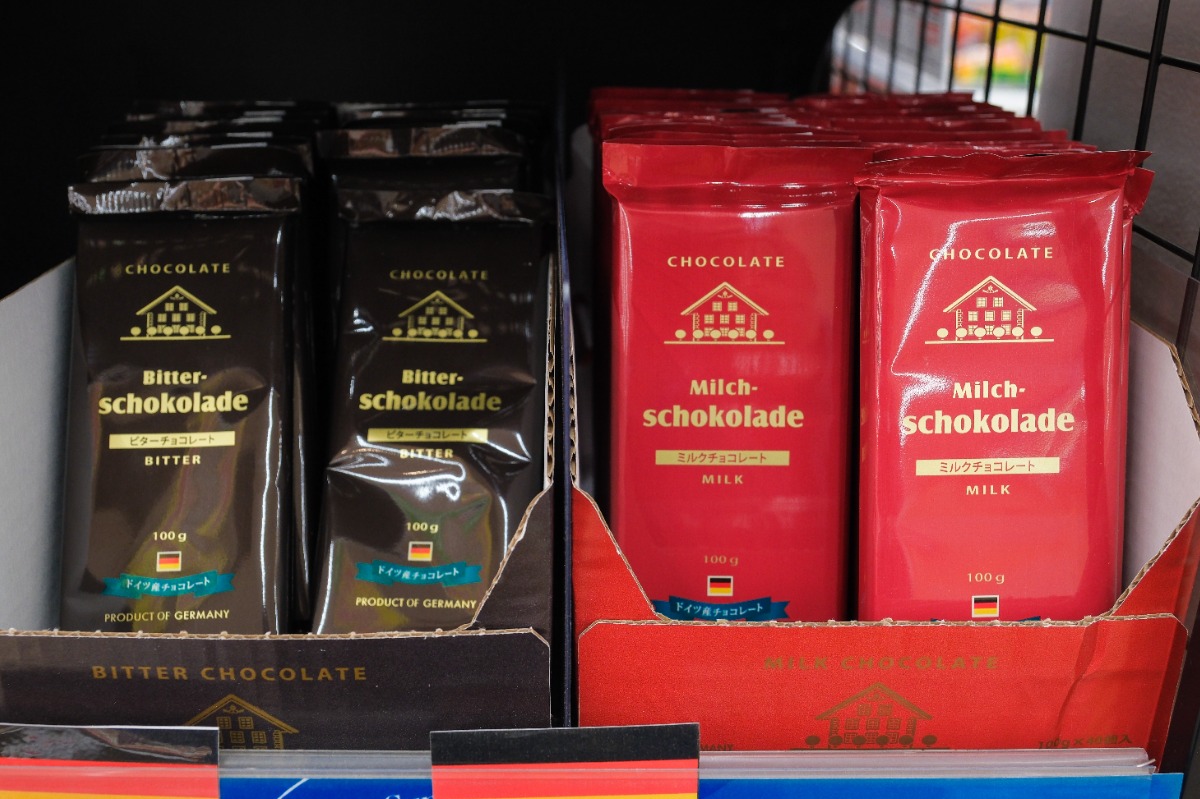 CHOCOLATE
Bitter-
schokolade
ビターチョコレート
BITTER
100 g
ドイツ産チョコレート
PRODUCT OF GERMANY
CHOCOLATE
Bitter-
schokolade
ビターチョコレート
BITTER
100 g
ドイツ産チョコレート
PRODUCT OF GERMANY
CHOCOLATE
Milch-
schokolade
ミルクチョコレート
MILK
100 g
ドイツ産チョコレート
CHOCOLATE
Milch-
schokolade
ミルクチョコレート
MILK
100 g
BITTER CHOCOLATE
MILK CHOCOLATE